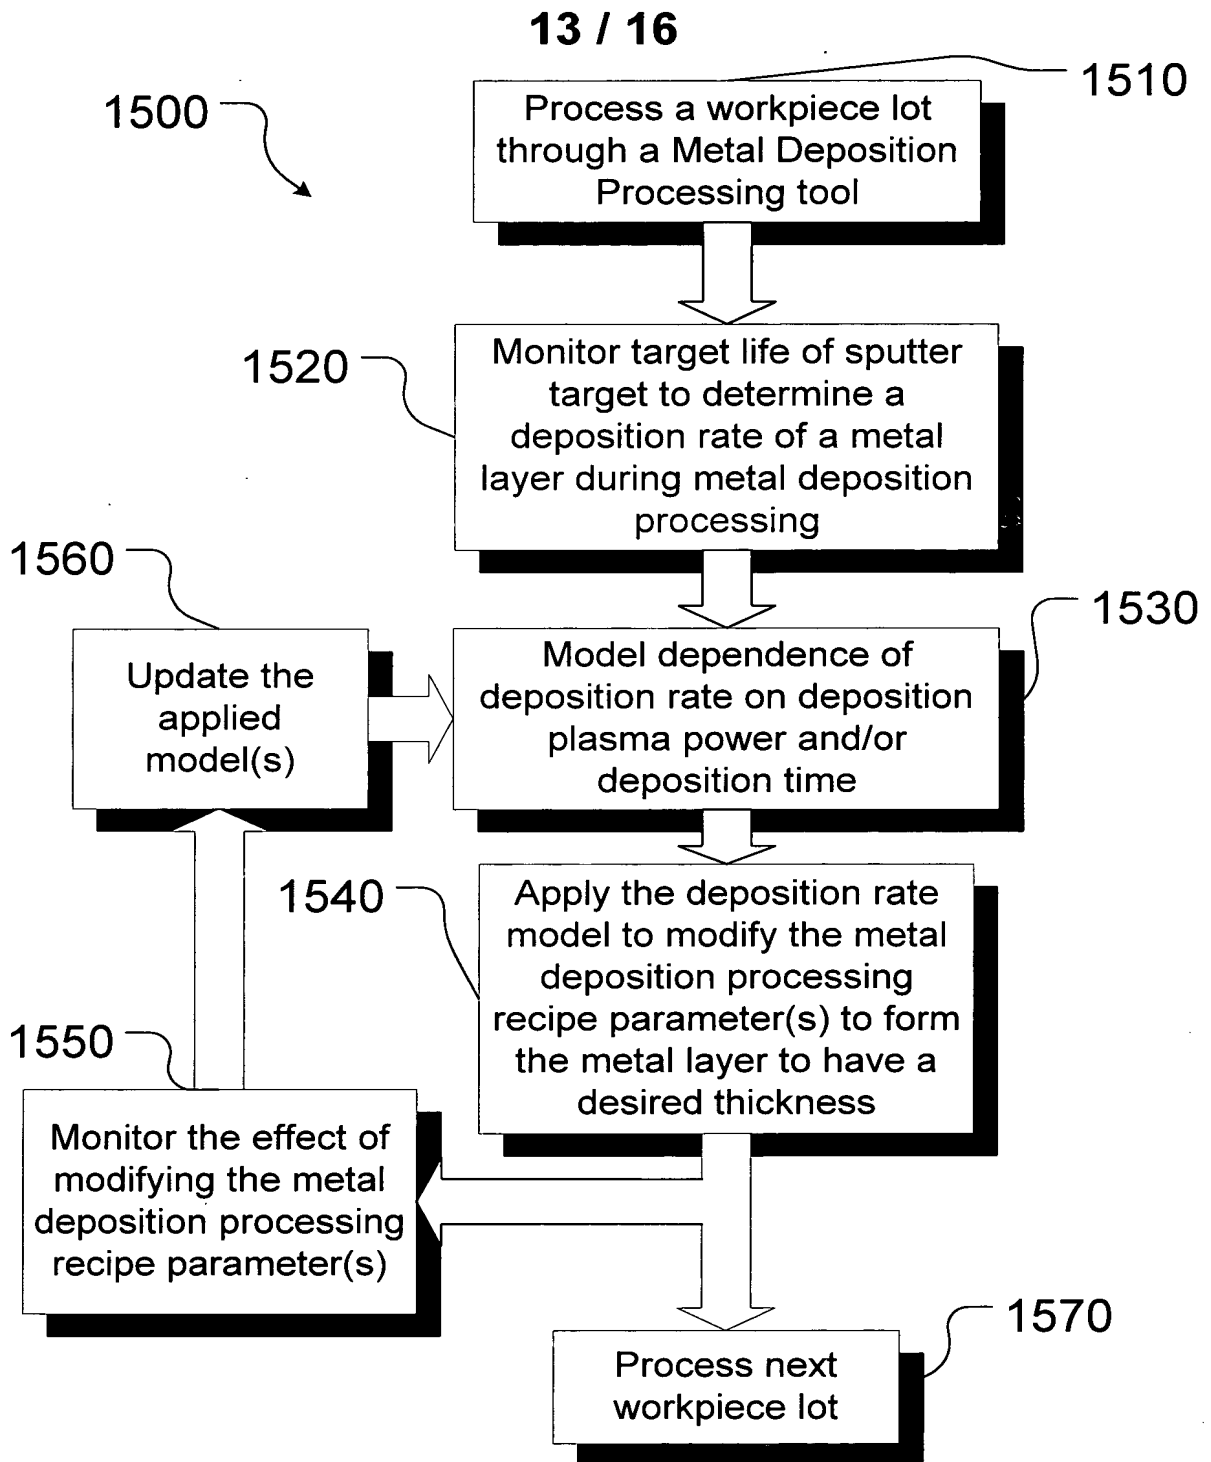 13 / 16
1500
1510
Process a workpiece lot
through a Metal Deposition
Processing tool
1520
Monitor target life of sputter
target to determine a
deposition rate of a metal
layer during metal deposition
processing
1560
Update the
applied
model(s)
1530
Model dependence of
deposition rate on deposition
plasma power and/or
deposition time
1540
Apply the deposition rate
model to modify the metal
deposition processing
recipe parameter(s) to form
the metal layer to have a
desired thickness
1550
Monitor the effect of
modifying the metal
deposition processing
recipe parameter(s)
1570
Process next
workpiece lot